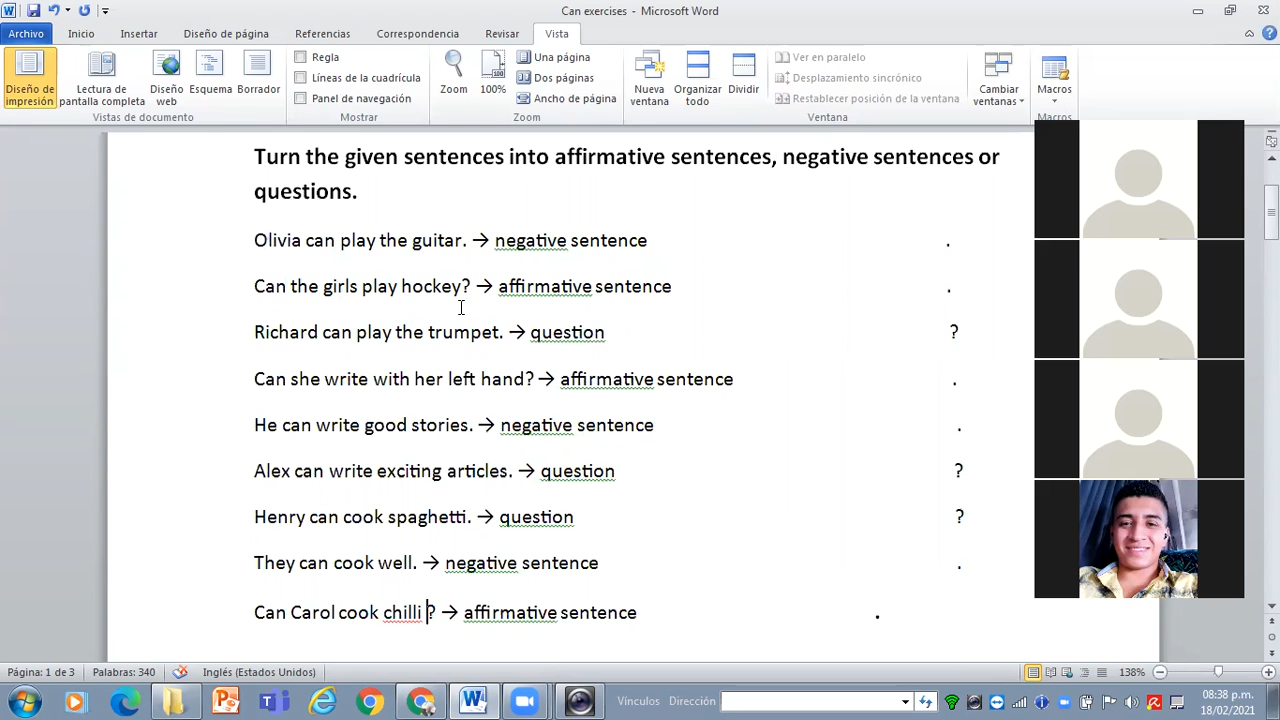 Can exercises - Microsoft Word
Archivo Inicio Insertar Diseño de página Referencias Correspondencia Revisar Vista
Diseño de impresión
Lectura de pantalla completa
Diseño web
Esquema
Borrador
Vistas de documento
Regla
Líneas de la cuadrícula
Panel de navegación
Mostrar
Zoom
100%
Una página
Dos páginas
Ancho de página
Zoom
Nueva ventana
Organizar todo
Dividir
Ver en paralelo
Desplazamiento sincrónico
Restablecer posición de la ventana
Cambiar ventanas
Ventana
Macros
Macros
Turn the given sentences into affirmative sentences, negative sentences or
questions.
Olivia can play the guitar. → negative sentence .
Can the girls play hockey? → affirmative sentence .
Richard can play the trumpet. → question ?
Can she write with her left hand? → affirmative sentence .
He can write good stories. → negative sentence .
Alex can write exciting articles. → question ?
Henry can cook spaghetti. → question ?
They can cook well. → negative sentence .
Can Carol cook chilli ? → affirmative sentence .
Página: 1 de 3 Palabras: 340 Inglés (Estados Unidos) 138%
Vínculos Dirección 08:38 p.m.
18/02/2021